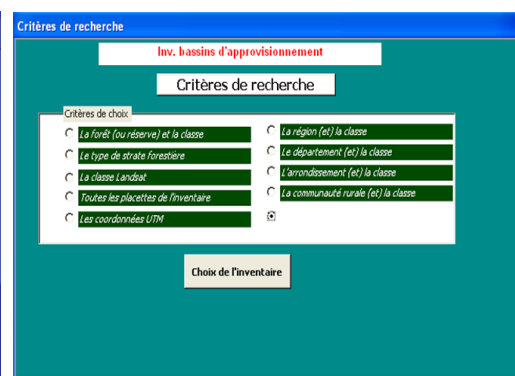 Critères de recherche
Inv. bassins d'approvisionnement
Critères de recherche
Critères de choix
La forêt (ou réserve) et la classe
Le type de strate forestière
La classe Landsat
Toutes les placettes de l'inventaire
Les coordonnées UTM
La région (et) la classe
Le département (et) la classe
L'arrondissement (et) la classe
La communauté rurale (et) la classe
Choix de l'inventaire